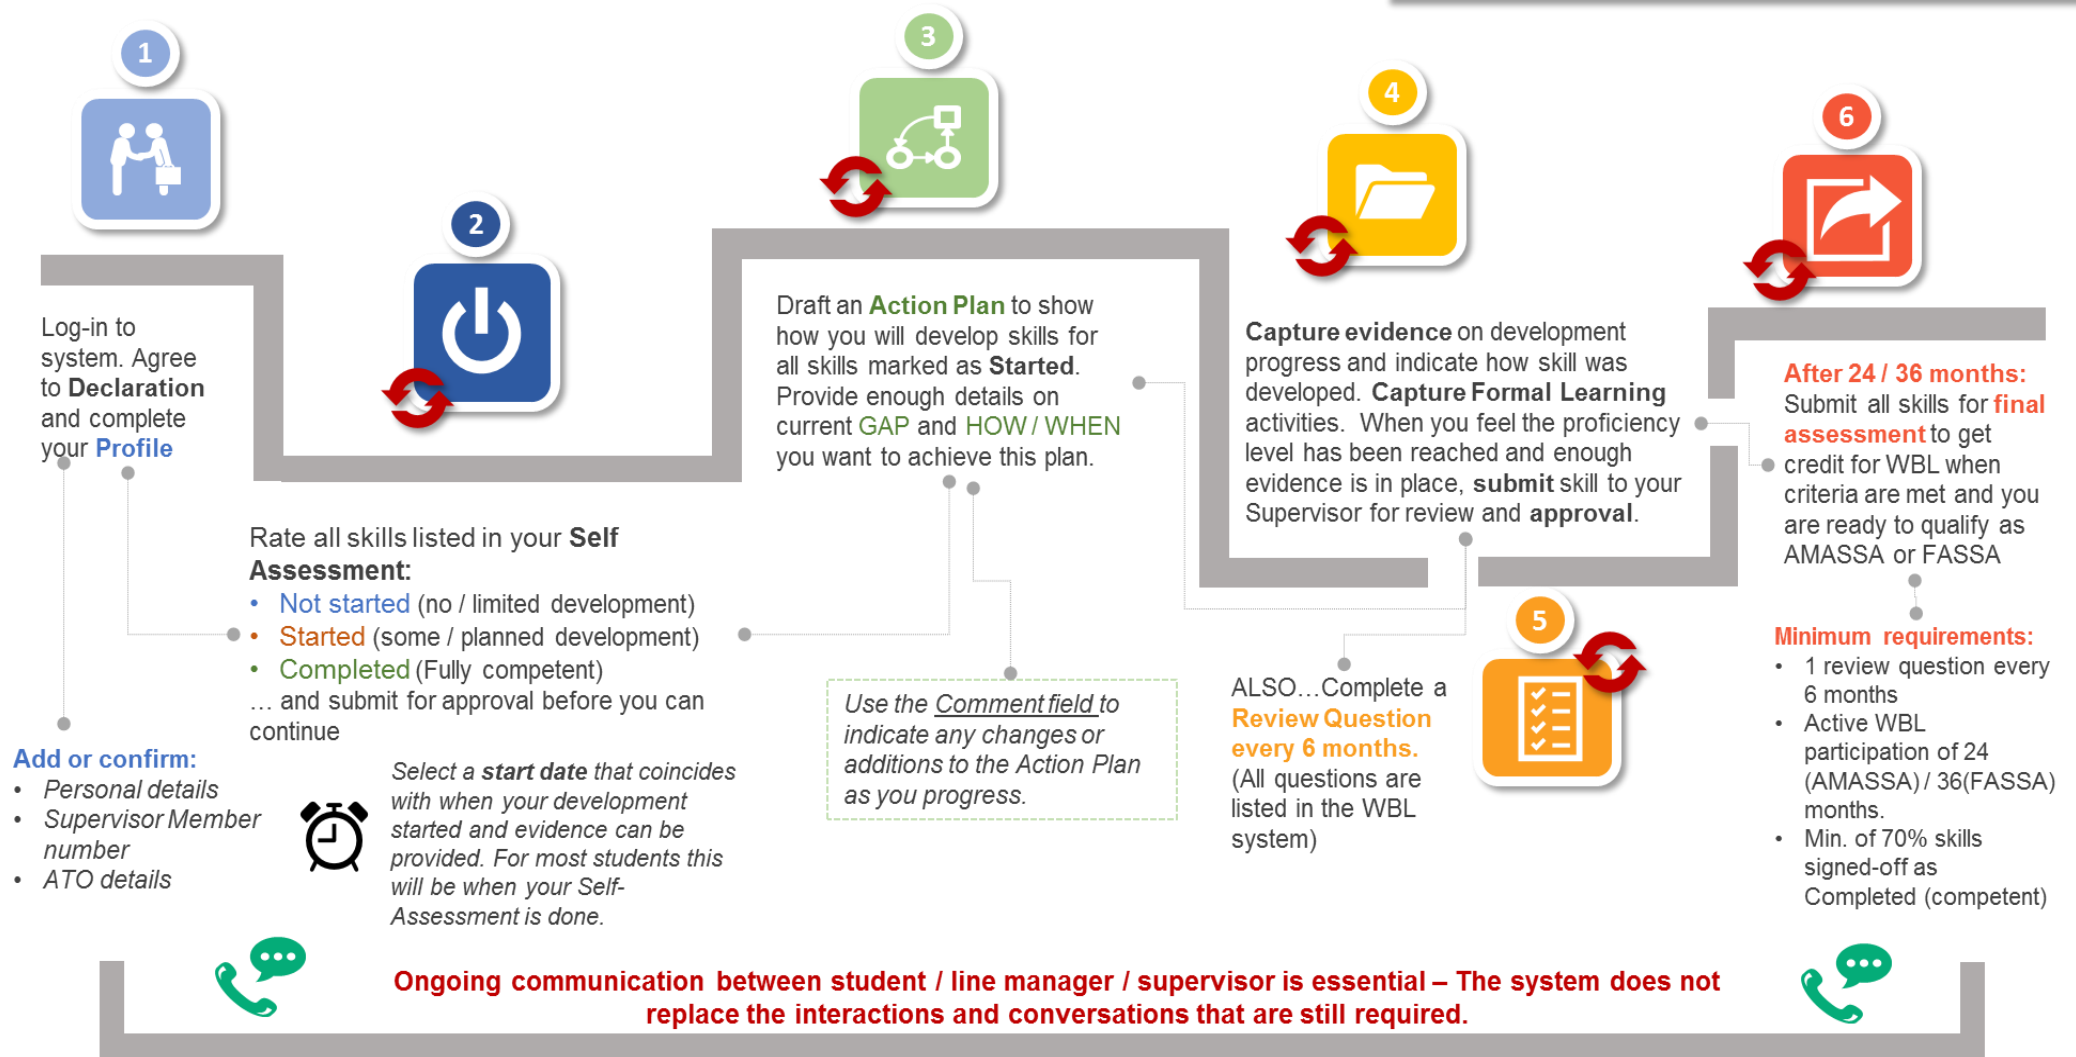 1
Log-in to
system. Agree
to Declaration
and complete
your Profile
Add or confirm:
• Personal details
• Supervisor Member
number
• ATO details
2
Rate all skills listed in your Self
Assessment:
• Not started (no / limited development)
• Started (some / planned development)
• Completed (Fully competent)
… and submit for approval before you can
continue
Select a start date that coincides
with when your development
started and evidence can be
provided. For most students this
will be when your Self-
Assessment is done.
3
Draft an Action Plan to show
how you will develop skills for
all skills marked as Started.
Provide enough details on
current GAP and HOW / WHEN
you want to achieve this plan.
Use the Comment field to
indicate any changes or
additions to the Action Plan
as you progress.
4
Capture evidence on development
progress and indicate how skill was
developed. Capture Formal Learning
activities. When you feel the proficiency
level has been reached and enough
evidence is in place, submit skill to your
Supervisor for review and approval.
5
ALSO…Complete a
Review Question
every 6 months.
(All questions are
listed in the WBL
system)
6
After 24 / 36 months:
Submit all skills for final
assessment to get
credit for WBL when
criteria are met and you
are ready to qualify as
AMASSA or FASSA
Minimum requirements:
• 1 review question every
6 months
• Active WBL
participation of 24
(AMASSA) / 36(FASSA)
months.
• Min. of 70% skills
signed-off as
Completed (competent)
Ongoing communication between student / line manager / supervisor is essential – The system does not
replace the interactions and conversations that are still required.